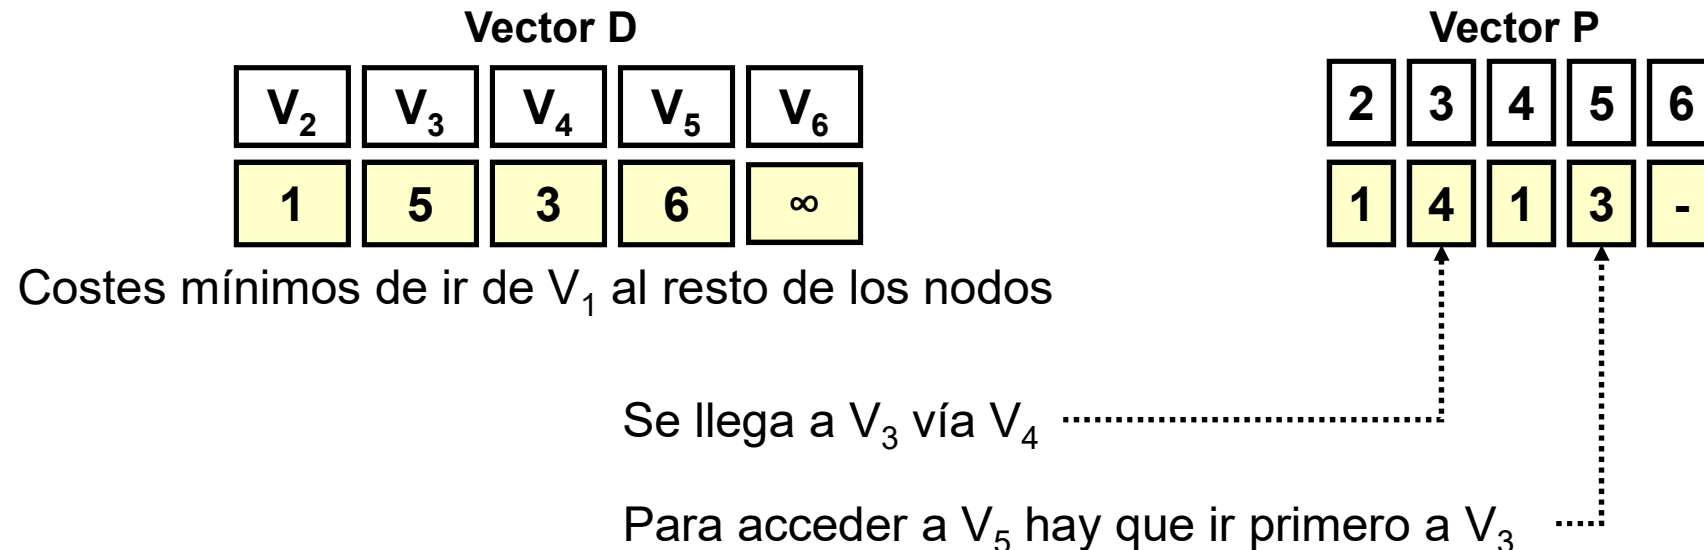 Vector D
Vector P
V2 V3 V4 V5 V6
2 3 4 5 6
1 5 3 6 ∞
1 4 1 3 -
Costes mínimos de ir de V1 al resto de los nodos
Se llega a V3 vía V4
Para acceder a V5 hay que ir primero a V3